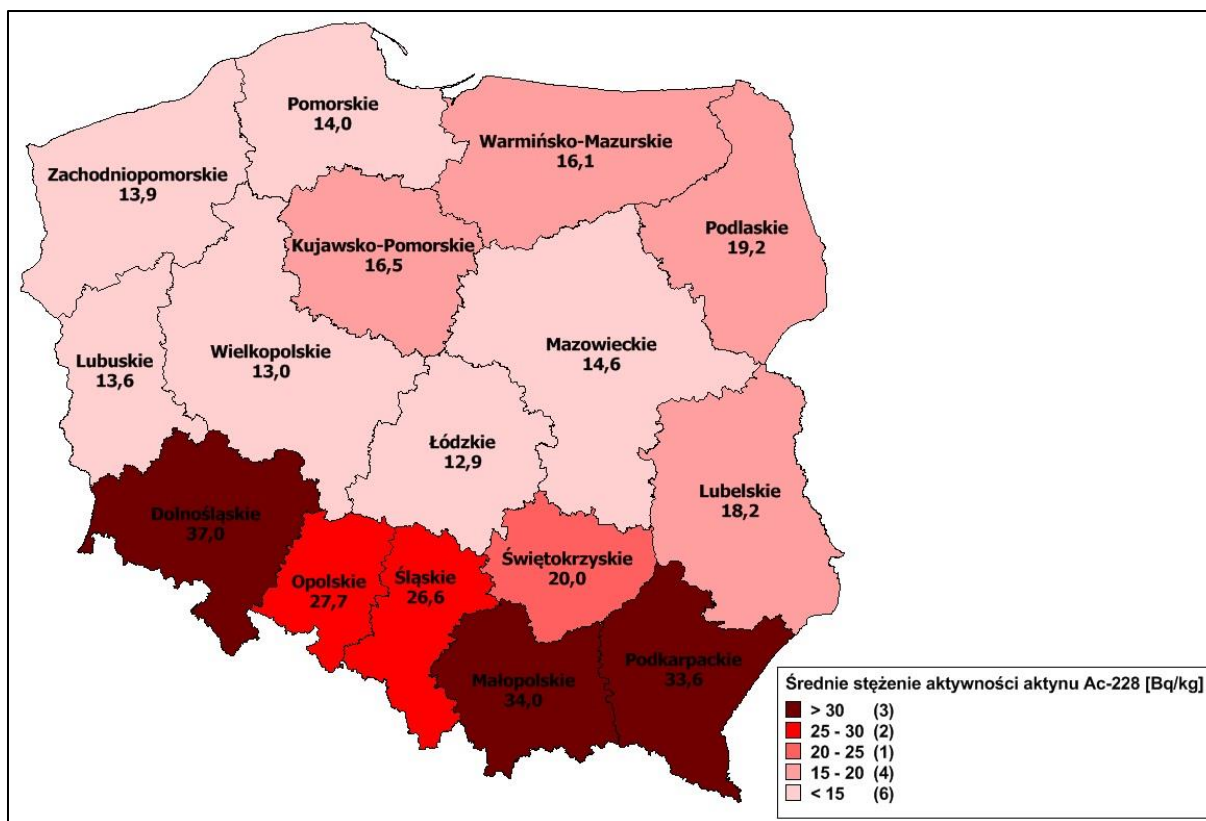 Pomorskie
14,0
Warmińsko-Mazurskie
16,1
Zachodniopomorskie
13,9
Podlaskie
19,2
Kujawsko-Pomorskie
16,5
Mazowieckie
14,6
Wielkopolskie
13,0
Lubuskie
13,6
Łódzkie
12,9
Lubelskie
18,2
Dolnośląskie
37,0
Świętokrzyskie
20,0
Opolskie
27,7
Śląskie
26,6
Podkarpackie
33,6
Małopolskie
34,0
Średnie stężenie aktywności aktynu Ac-228 [Bq/kg]
> 30 (3)
25 - 30 (2)
20 - 25 (1)
15 - 20 (4)
< 15 (6)